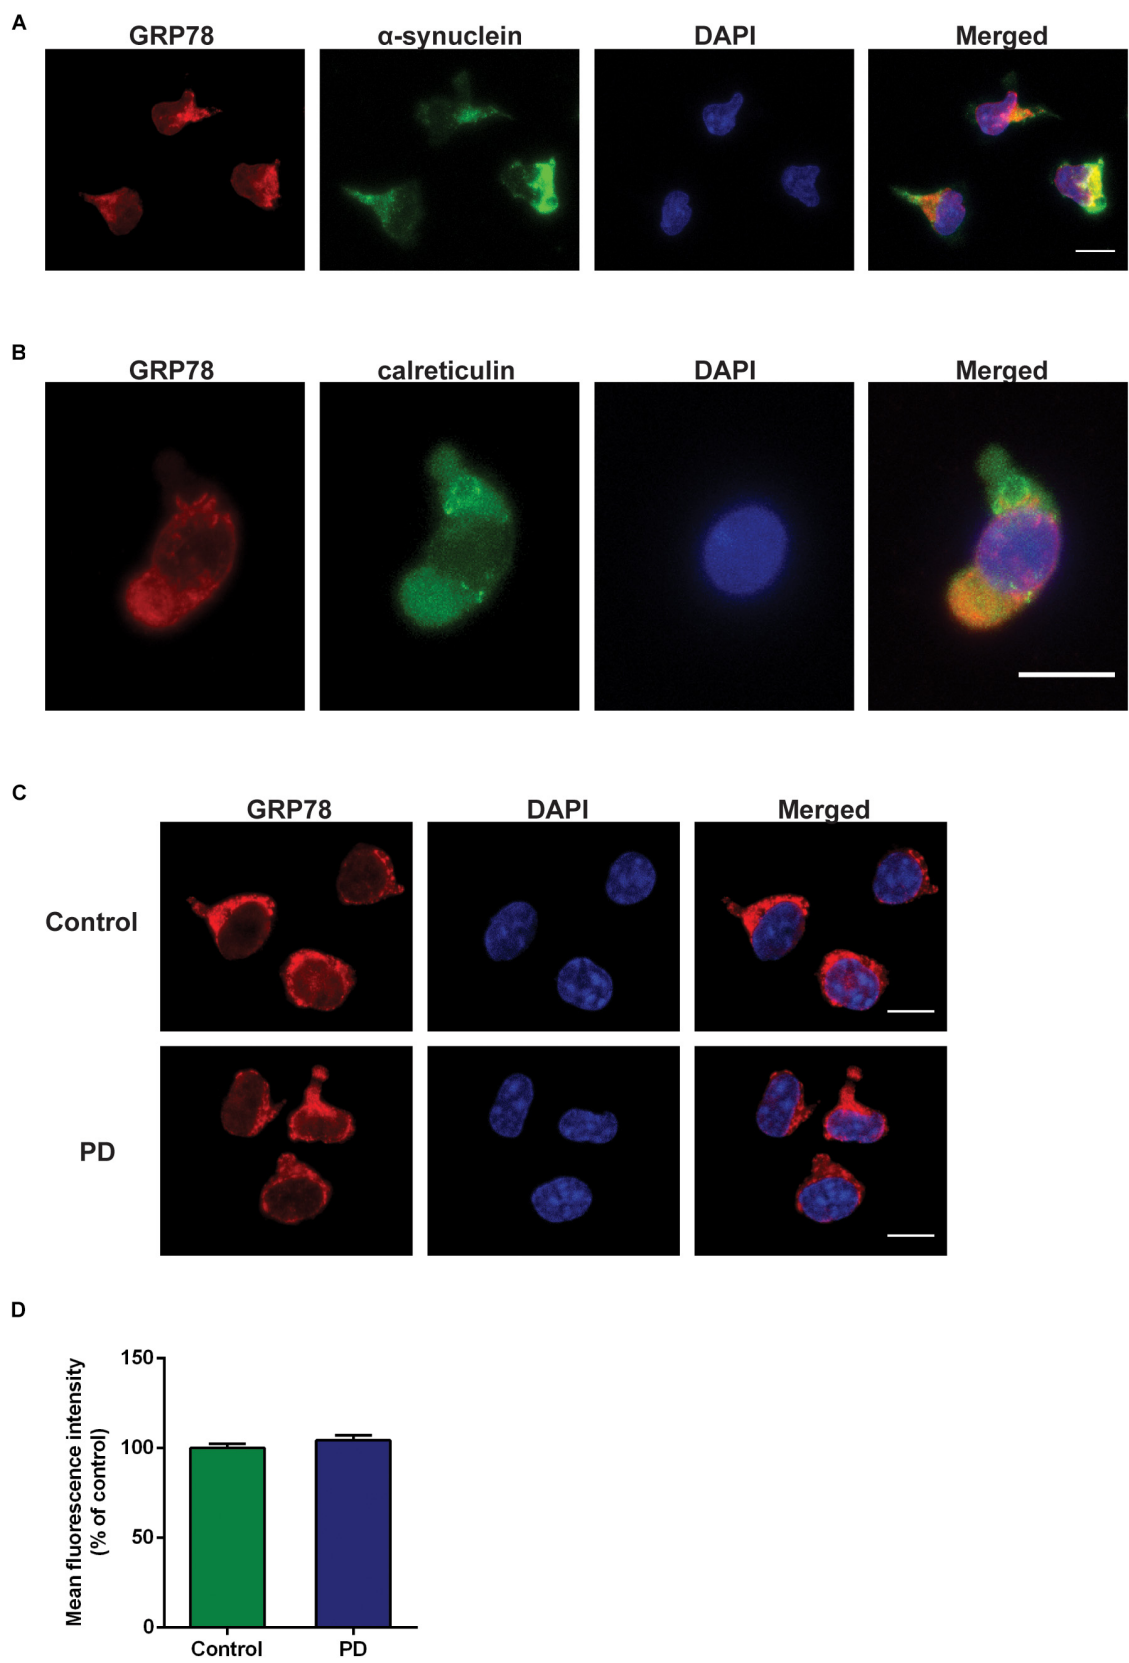 A
GRP78 α-synuclein DAPI Merged
B
GRP78 calreticulin DAPI Merged
C
GRP78 DAPI Merged
Control
PD
D
Mean fluorescence intensity
(% of control)
150
100
50
0
Control PD